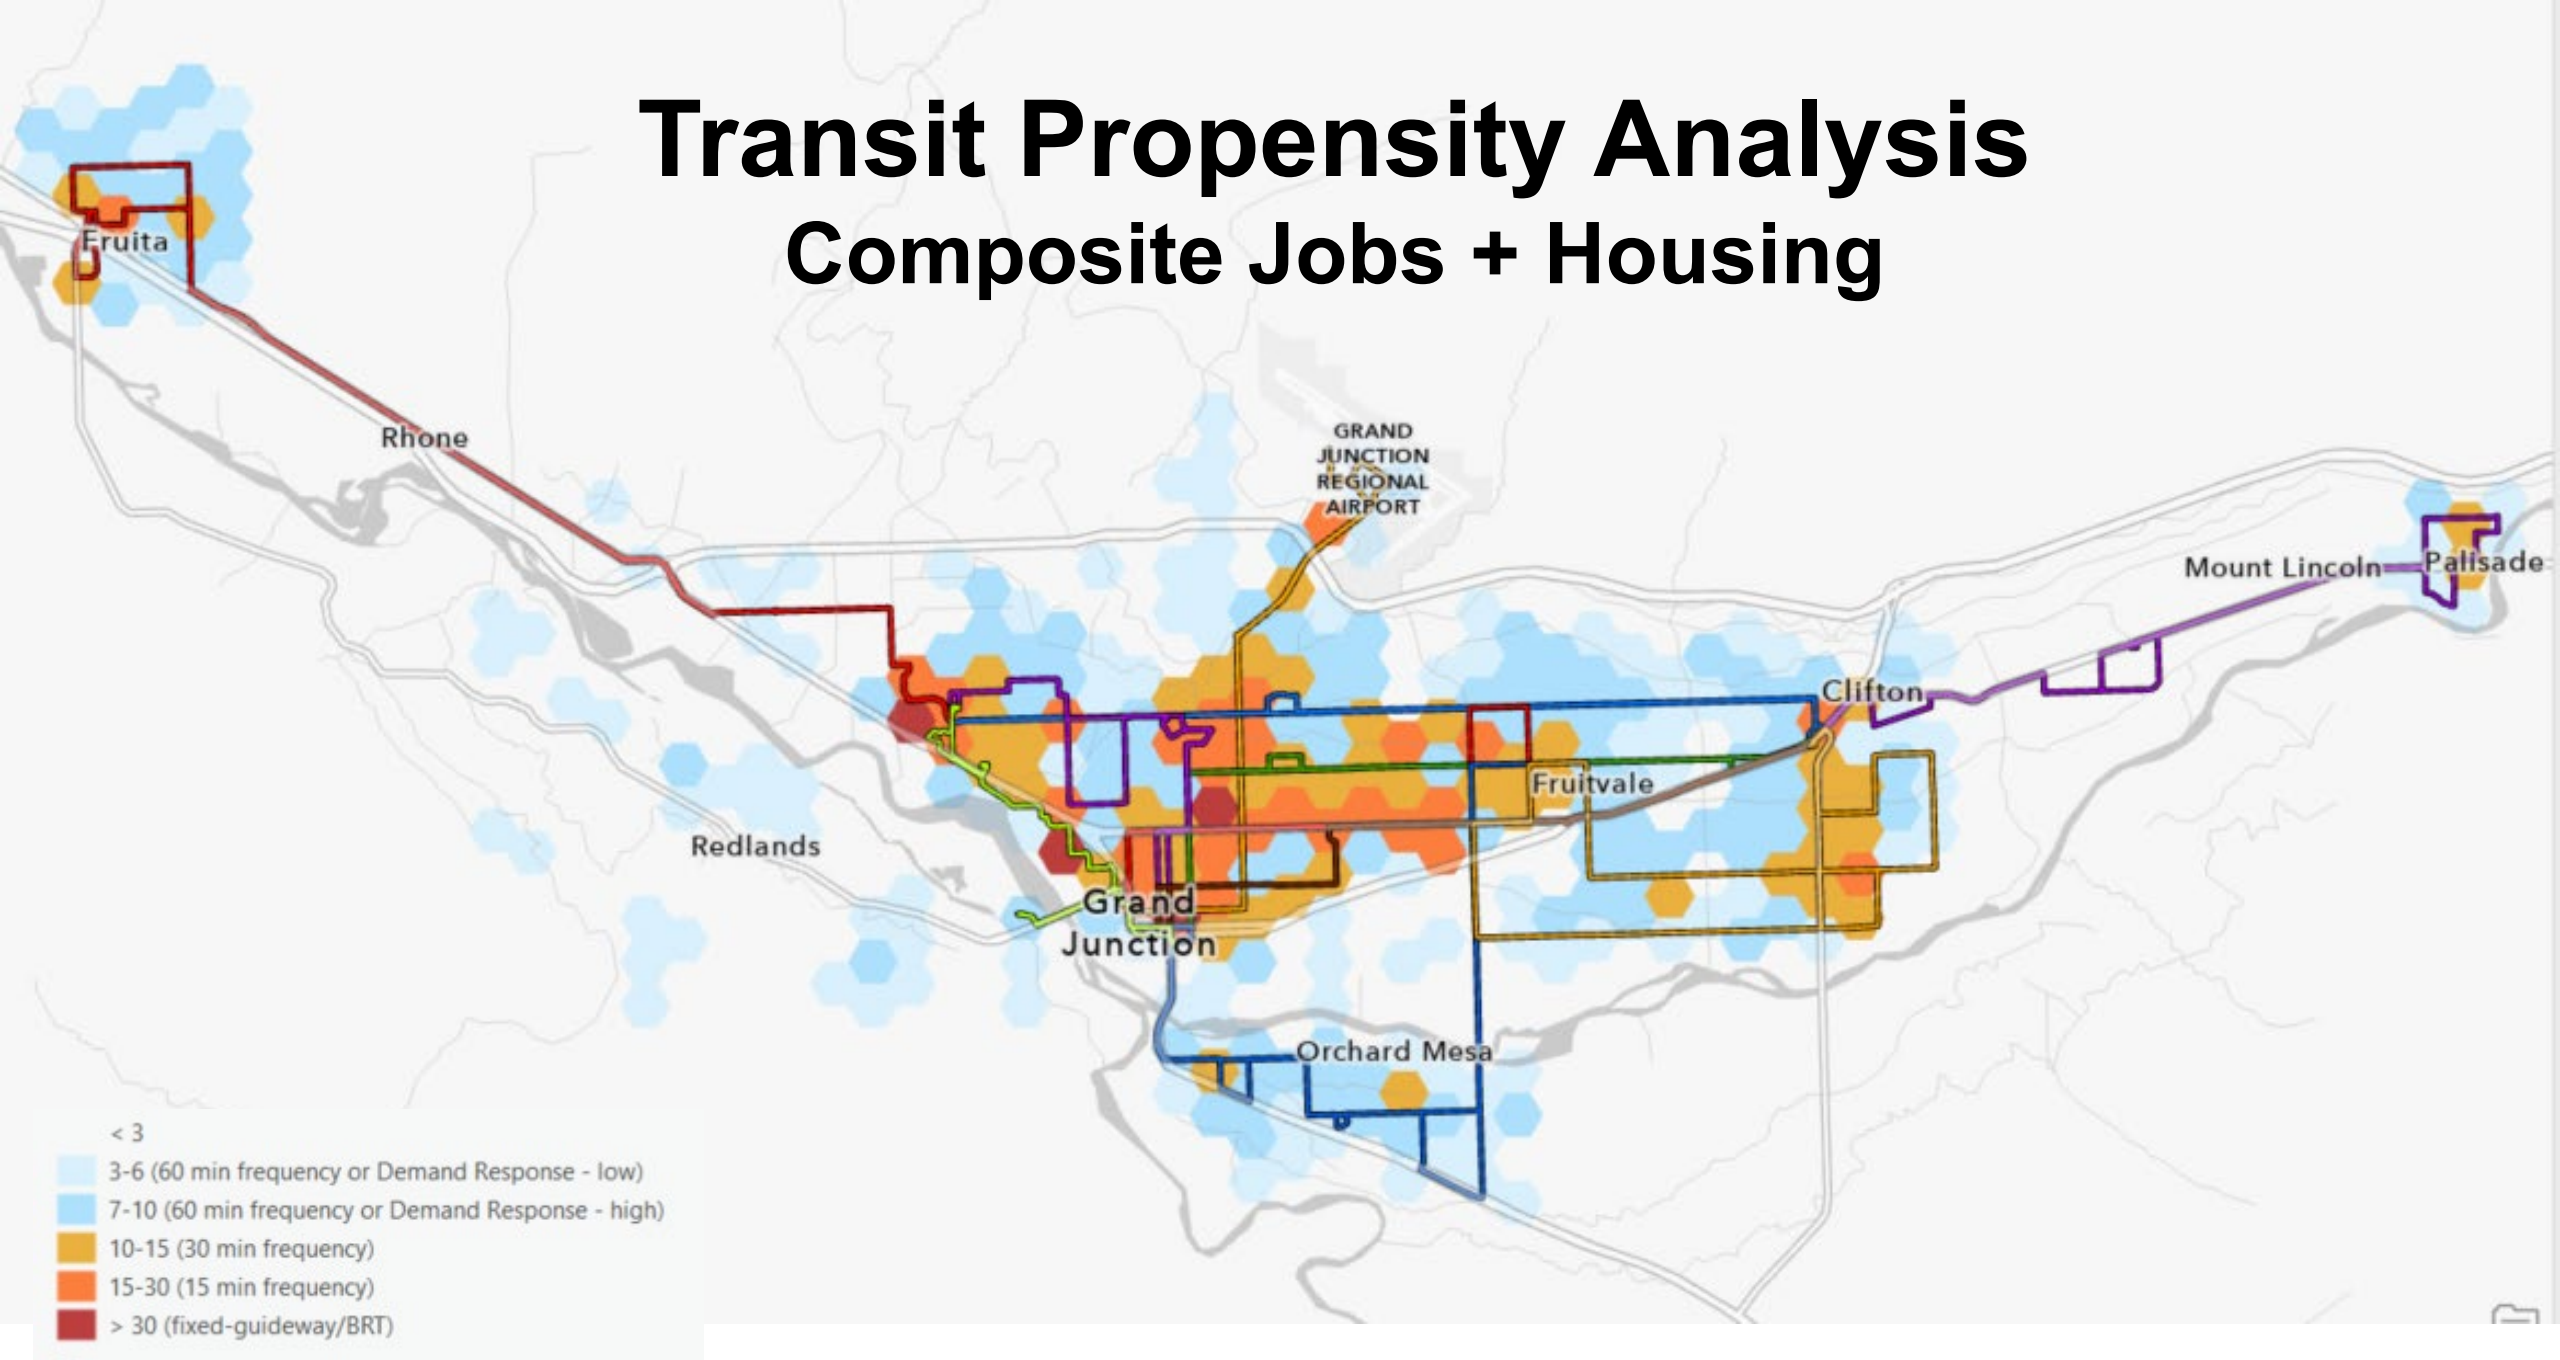 Transit Propensity Analysis
Composite Jobs + Housing
Fruita
Rhone
GRAND
JUNCTION
REGIONAL
AIRPORT
Mount Lincoln
Palisade
Clifton
Fruitvale
Redlands
Grand
Junction
Orchard Mesa
< 3
3-6 (60 min frequency or Demand Response - low)
7-10 (60 min frequency or Demand Response - high)
10-15 (30 min frequency)
15-30 (15 min frequency)
> 30 (fixed-guideway/BRT)